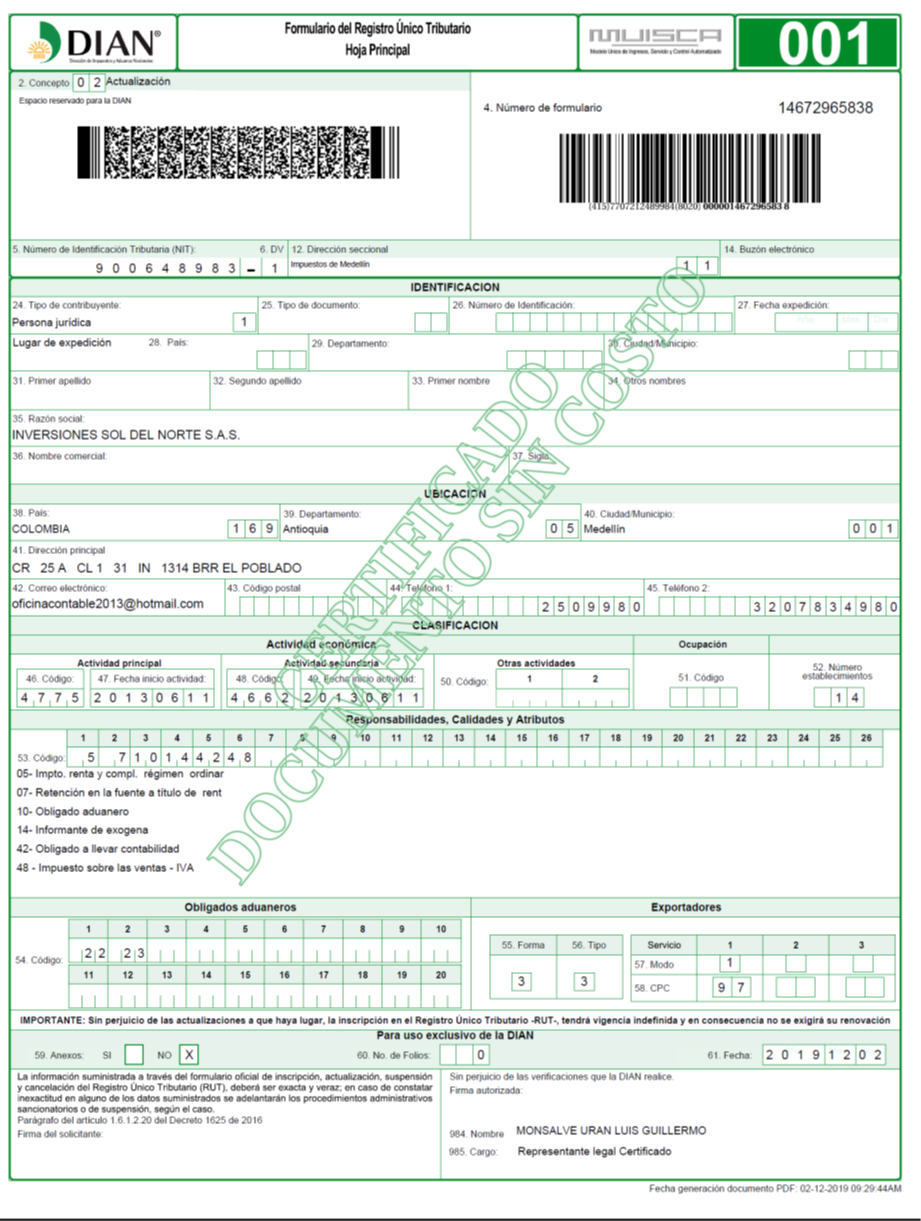 DIAN®
Dirección de Impuestos y Aduanas Nacionales
Formulario del Registro Único Tributario
Hoja Principal
MUISCA
Modelo Único de Ingresos, Servicio y Control Automatizado
001
2. Concepto 0 2 Actualización
Espacio reservado para la DIAN
4. Número de formulario 14672965838
(415)7707212489984(8020) 000001467296583 8
5. Número de Identificación Tributaria (NIT): 6. DV 12. Dirección seccional 14. Buzón electrónico
9 0 0 6 4 8 9 8 3 - 1 Impuestos de Medellín 1 1
IDENTIFICACION
24. Tipo de contribuyente: 25. Tipo de documento: 26. Número de Identificación: 27. Fecha expedición:
Persona jurídica 1
Lugar de expedición 28. País: 29. Departamento: 30. Ciudad/Municipio:
31. Primer apellido 32. Segundo apellido 33. Primer nombre 34. Otros nombres
35. Razón social:
INVERSIONES SOL DEL NORTE S.A.S.
36. Nombre comercial: 37. Sigla:
UBICACION
38. País: 39. Departamento: 40. Ciudad/Municipio:
COLOMBIA 1 6 9 Antioquia 0 5 Medellín 0 0 1
41. Dirección principal
CR 25 A CL 1 31 IN 1314 BRR EL POBLADO
42. Correo electrónico: 43. Código postal 44. Teléfono 1: 45. Teléfono 2:
oficinacontable2013@hotmail.com 2 5 0 9 9 8 0 3 2 0 7 8 3 4 9 8 0
CLASIFICACION
Actividad económica Ocupación
Actividad principal Actividad secundaria Otras actividades 52. Número establecimientos
46. Código: 47. Fecha inicio actividad: 48. Código: 49. Fecha inicio actividad: 50. Código: 1 2 51. Código
4 7 7 5 2 0 1 3 0 6 1 1 4 6 6 2 2 0 1 3 0 6 1 1 1 4
Responsabilidades, Calidades y Atributos
1 2 3 4 5 6 7 8 9 10 11 12 13 14 15 16 17 18 19 20 21 22 23 24 25 26
53. Código: 5 7 1 0 1 4 4 2 4 8
05- Impto. renta y compl. régimen ordinar
07- Retención en la fuente a título de rent
10- Obligado aduanero
14- Informante de exogena
42- Obligado a llevar contabilidad
48 - Impuesto sobre las ventas - IVA
CERTIFICADO
DOCUMENTO SIN COSTO
Obligados aduaneros Exportadores
1 2 3 4 5 6 7 8 9 10
54. Código: 2 2 2 3
11 12 13 14 15 16 17 18 19 20
55. Forma 56. Tipo Servicio 1 2 3
3 3 57. Modo 1
58. CPC 9 7
IMPORTANTE: Sin perjuicio de las actualizaciones a que haya lugar, la inscripción en el Registro Único Tributario -RUT-, tendrá vigencia indefinida y en consecuencia no se exigirá su renovación
Para uso exclusivo de la DIAN
59. Anexos: SI NO X 60. No. de Folios: 0 61. Fecha: 2 0 1 9 1 2 0 2
La información suministrada a través del formulario oficial de inscripción, actualización, suspensión
y cancelación del Registro Único Tributario (RUT), deberá ser exacta y veraz; en caso de constatar
inexactitud en alguno de los datos suministrados se adelantarán los procedimientos administrativos
sancionatorios o de suspensión, según el caso.
Parágrafo del artículo 1.6.1.2.20 del Decreto 1625 de 2016
Firma del solicitante:
Sin perjuicio de las verificaciones que la DIAN realice.
Firma autorizada:
984. Nombre MONSALVE URAN LUIS GUILLERMO
985. Cargo: Representante legal Certificado
Fecha generación documento PDF: 02-12-2019 09:29:44AM